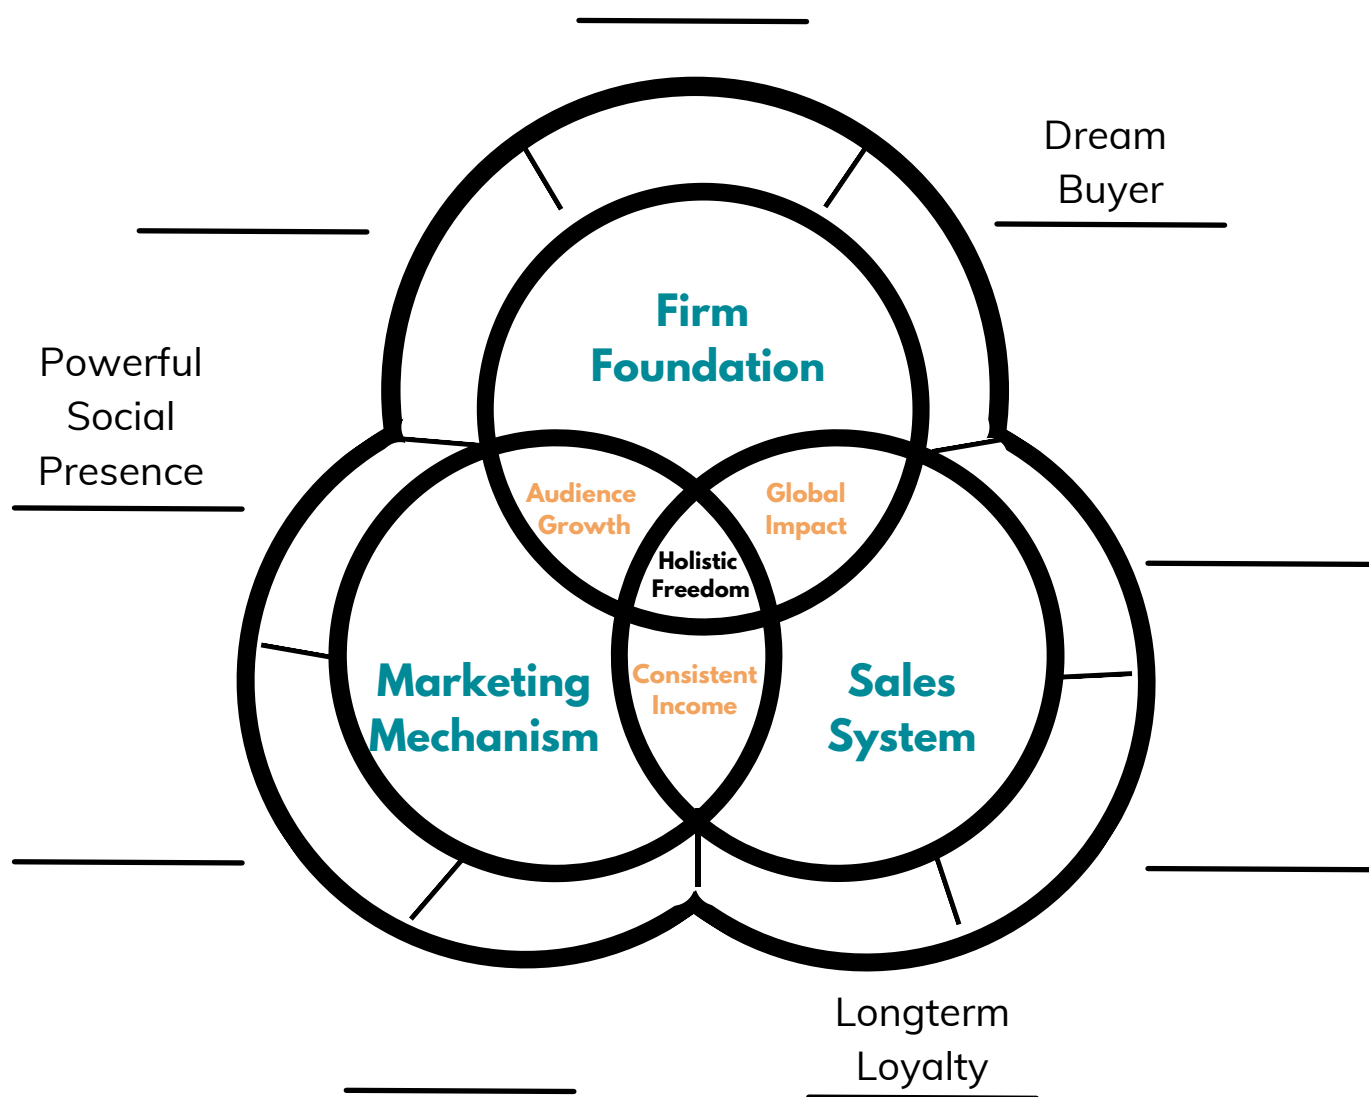 Dream
Buyer
Firm
Foundation
Powerful
Social
Presence
Audience
Growth
Global
Impact
Holistic
Freedom
Marketing
Mechanism
Consistent
Income
Sales
System
Longterm
Loyalty